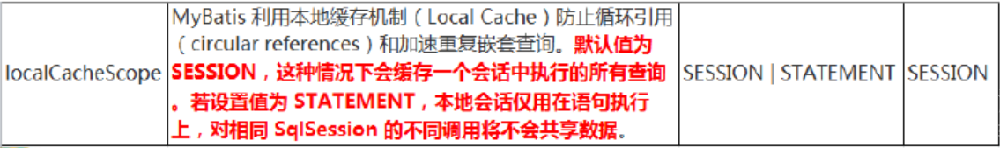 localCacheScope
MyBatis 利用本地缓存机制（Local Cache）防止循环引用
（circular references）和加速重复嵌套查询。默认值为
SESSION，这种情况下会缓存一个会话中执行的所有查询
。若设置值为 STATEMENT，本地会话仅用在语句执行
上，对相同 SqlSession 的不同调用将不会共享数据。
SESSION | STATEMENT
SESSION